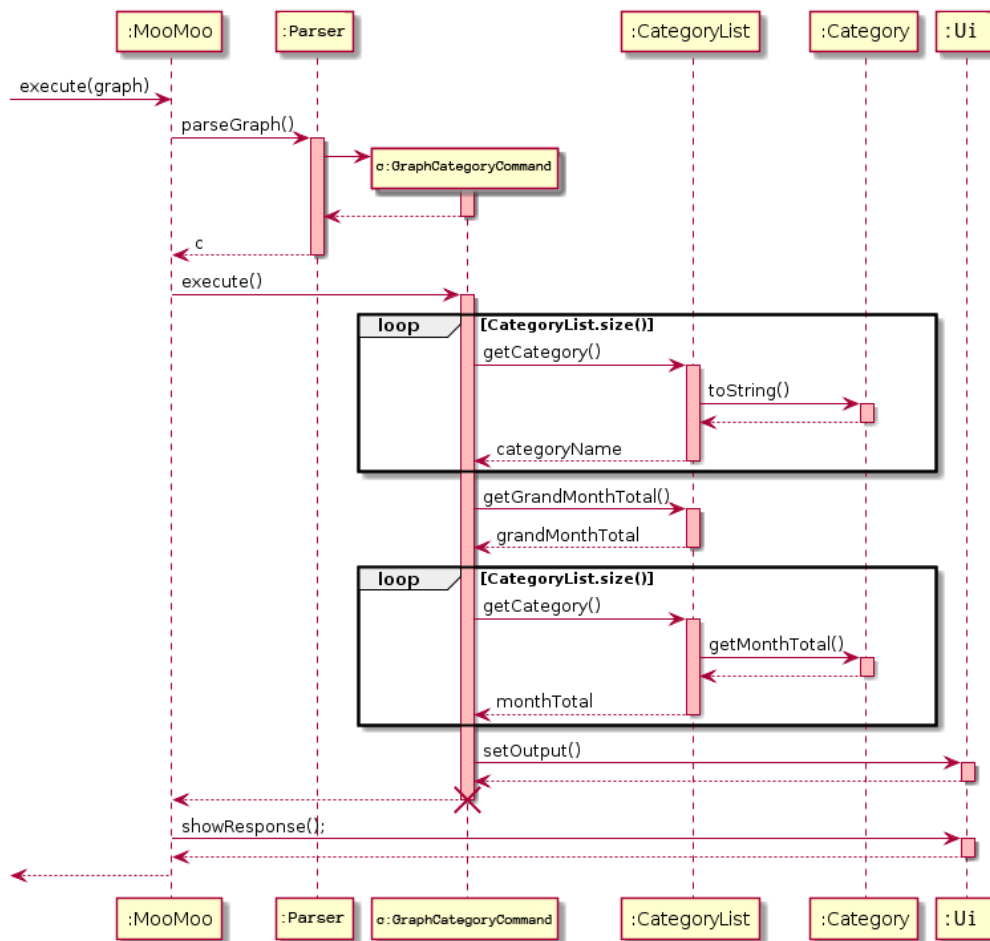 :MooMoo :Parser :CategoryList :Category :Ui
execute(graph)
parseGraph()
c:GraphCategoryCommand
c
execute()
loop [CategoryList.size()]
getCategory()
toString()
categoryName
getGrandMonthTotal()
grandMonthTotal
loop [CategoryList.size()]
getCategory()
getMonthTotal()
monthTotal
setOutput()
showResponse();
:MooMoo :Parser c:GraphCategoryCommand :CategoryList :Category :Ui